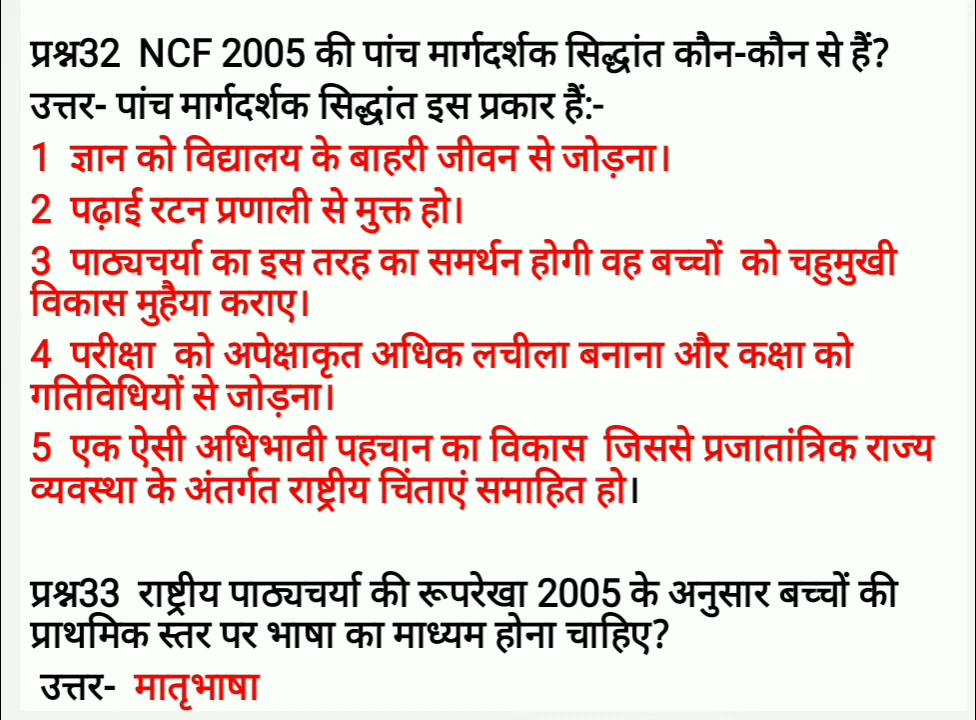 प्रश्न32 NCF 2005 की पांच मार्गदर्शक सिद्धांत कौन-कौन से हैं?
उत्तर- पांच मार्गदर्शक सिद्धांत इस प्रकार हैं:-
1 ज्ञान को विद्यालय के बाहरी जीवन से जोड़ना।
2 पढ़ाई रटन प्रणाली से मुक्त हो।
3 पाठ्यचर्या का इस तरह का समर्थन होगी वह बच्चों को चहुमुखी
विकास मुहैया कराए।
4 परीक्षा को अपेक्षाकृत अधिक लचीला बनाना और कक्षा को
गतिविधियों से जोड़ना।
5 एक ऐसी अधिभावी पहचान का विकास जिससे प्रजातांत्रिक राज्य
व्यवस्था के अंतर्गत राष्ट्रीय चिंताएं समाहित हो।
प्रश्न33 राष्ट्रीय पाठ्यचर्या की रूपरेखा 2005 के अनुसार बच्चों की
प्राथमिक स्तर पर भाषा का माध्यम होना चाहिए?
उत्तर- मातृभाषा